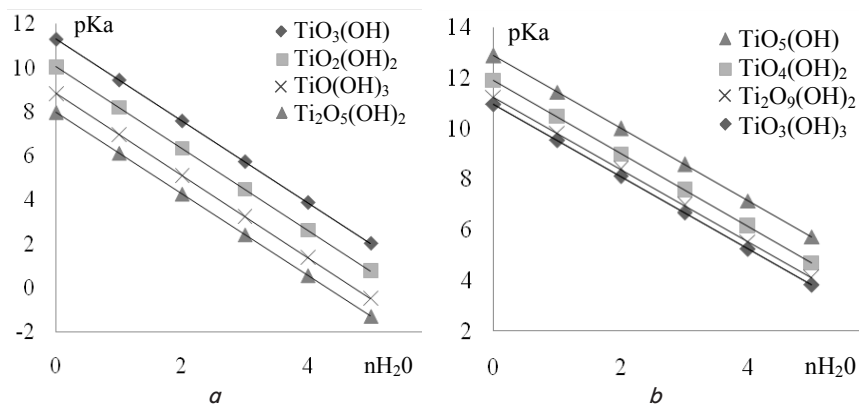 12
pKa
TiO₃(OH)
TiO₂(OH)₂
TiO(OH)₃
Ti₂O₅(OH)₂
10
8
6
4
2
0
-2
0
2
4
nH₂0
a
14
pKa
TiO₅(OH)
TiO₄(OH)₂
Ti₂O₉(OH)₂
TiO₃(OH)₃
12
10
8
6
4
2
0
2
4
nH₂0
b